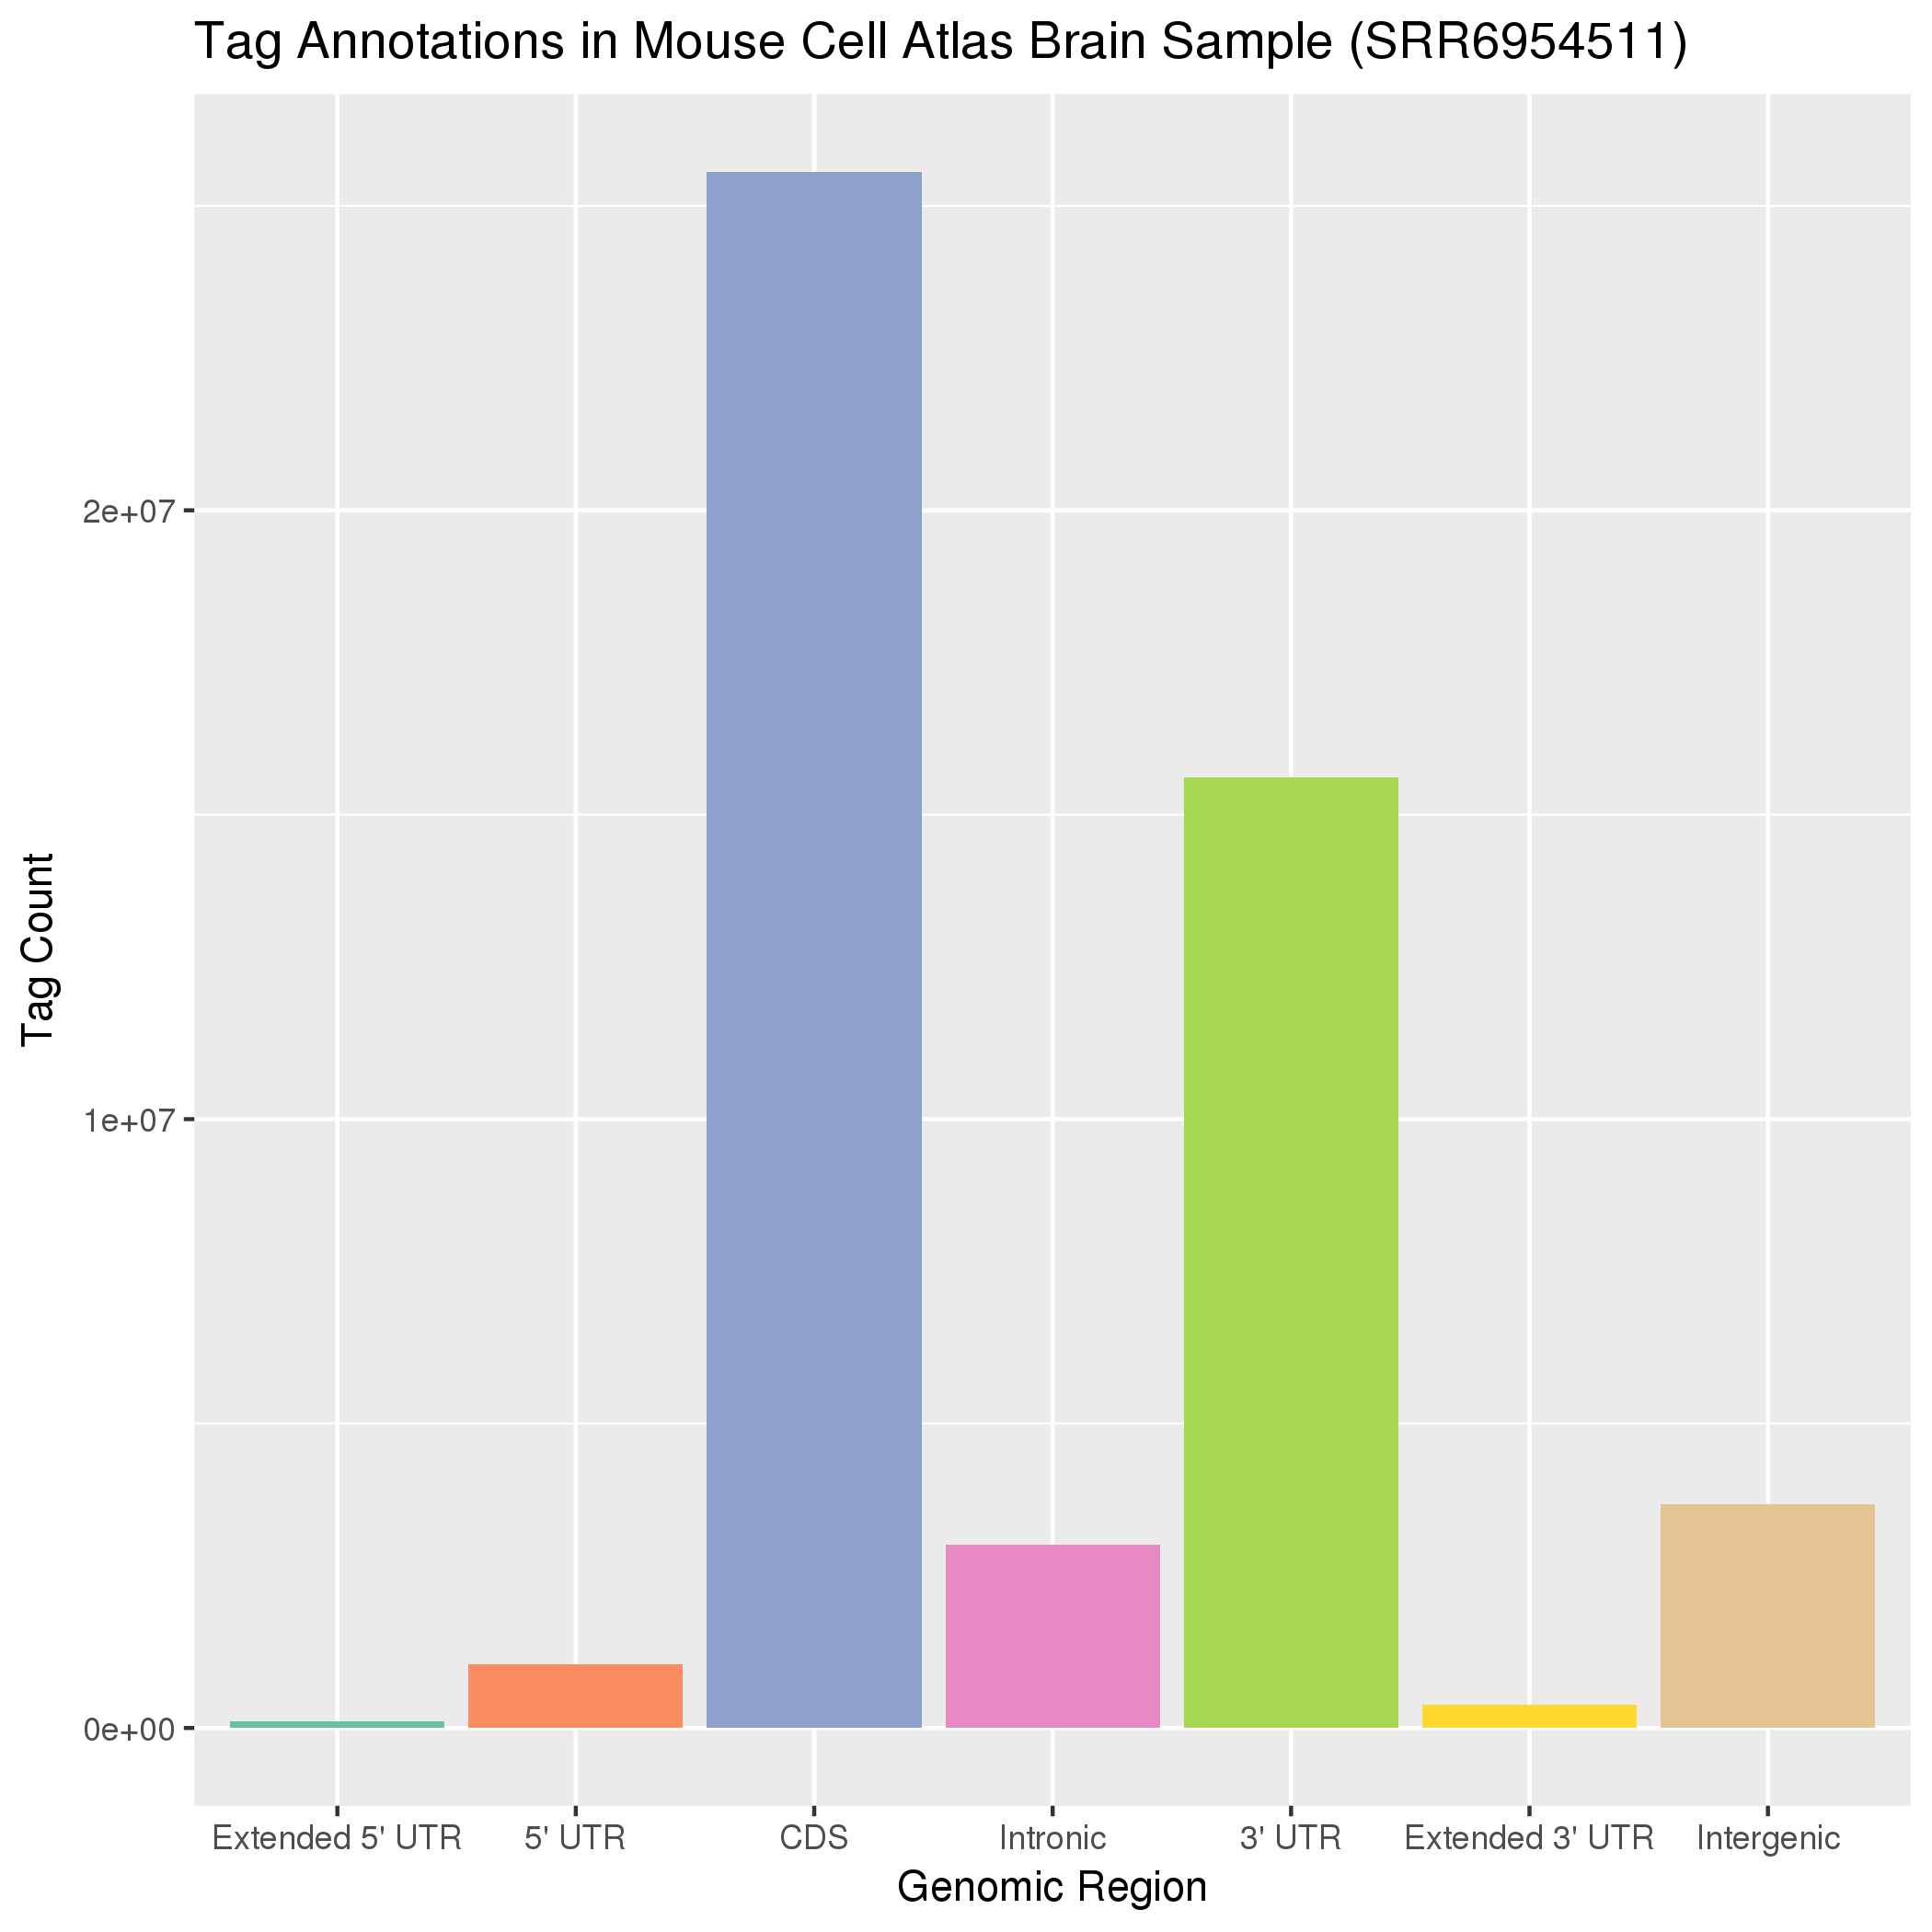 Tag Annotations in Mouse Cell Atlas Brain Sample (SRR6954511)
Tag Count
2e+07
1e+07
0e+00
Extended 5' UTR
5' UTR
CDS
Intronic
3' UTR
Extended 3' UTR
Intergenic
Genomic Region